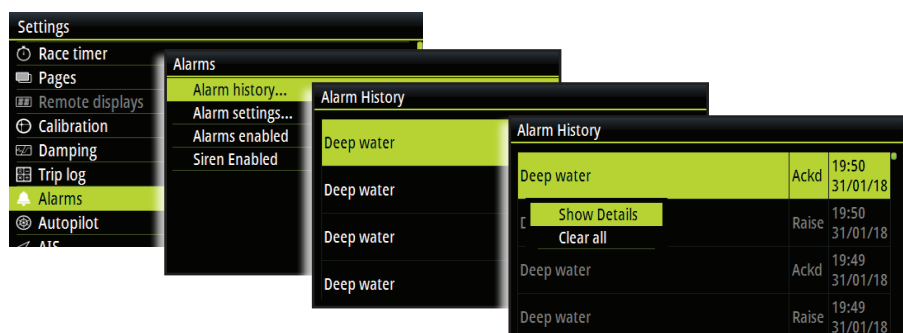 Settings
Race timer
Pages
Remote displays
Calibration
Damping
Trip log
Alarms
Autopilot
AIS
Alarms
Alarm history...
Alarm settings...
Alarms enabled
Siren Enabled
Alarm History
Deep water
Deep water
Deep water
Deep water
Alarm History
Deep water Ackd 19:50 31/01/18
Raise 19:50 31/01/18
Show Details
Clear all
Deep water Ackd 19:49 31/01/18
Deep water Raise 19:49 31/01/18